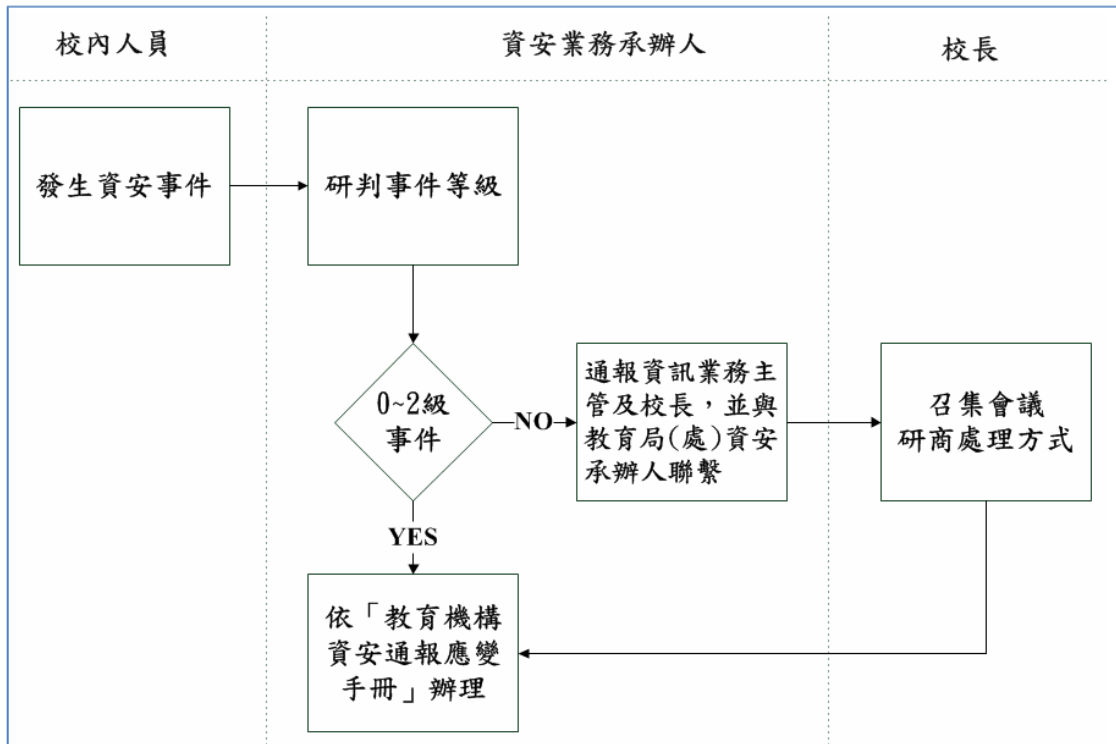 校內人員
資安業務承辦人
校長
發生資安事件
研判事件等級
0~2級
事件
NO
通報資訊業務主
管及校長，並與
教育局(處)資安
承辦人聯繫
召集會議
研商處理方式
YES
依「教育機構
資安通報應變
手冊」辦理